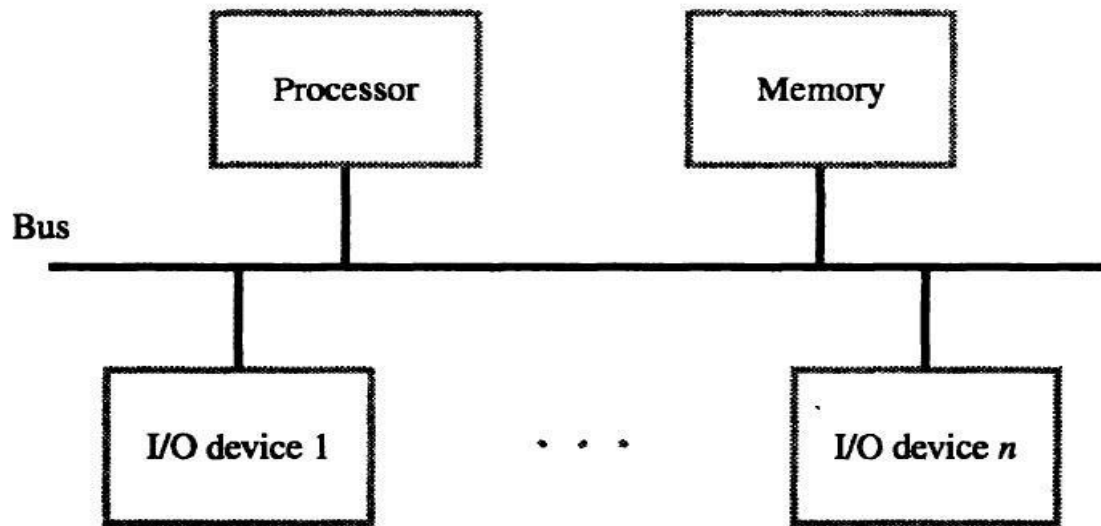 Processor
Memory
Bus
I/O device 1
. . .
I/O device n